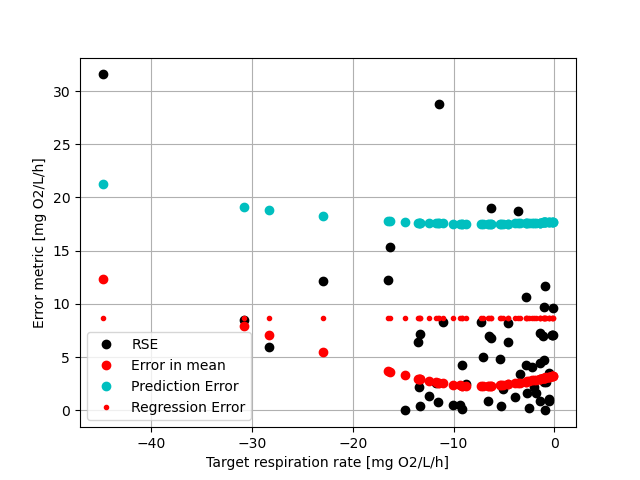 Error metric [mg O2/L/h]
30
25
20
15
10
5
0
RSE
Error in mean
Prediction Error
Regression Error
−40
−30
−20
−10
0
Target respiration rate [mg O2/L/h]